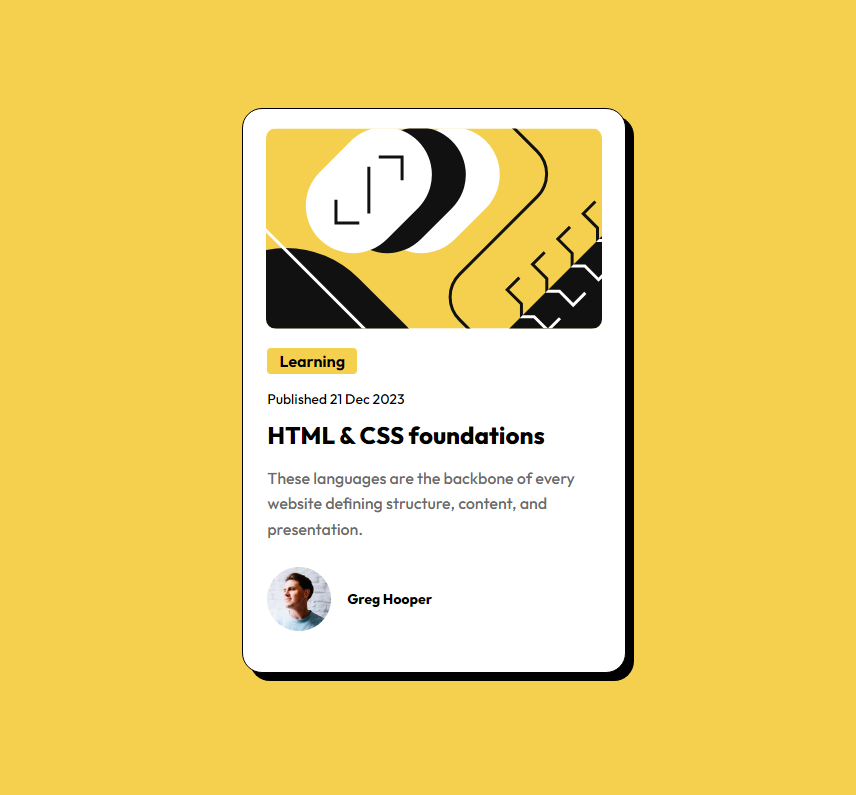 Learning
Published 21 Dec 2023
HTML & CSS foundations
These languages are the backbone of every
website defining structure, content, and
presentation.
Greg Hooper